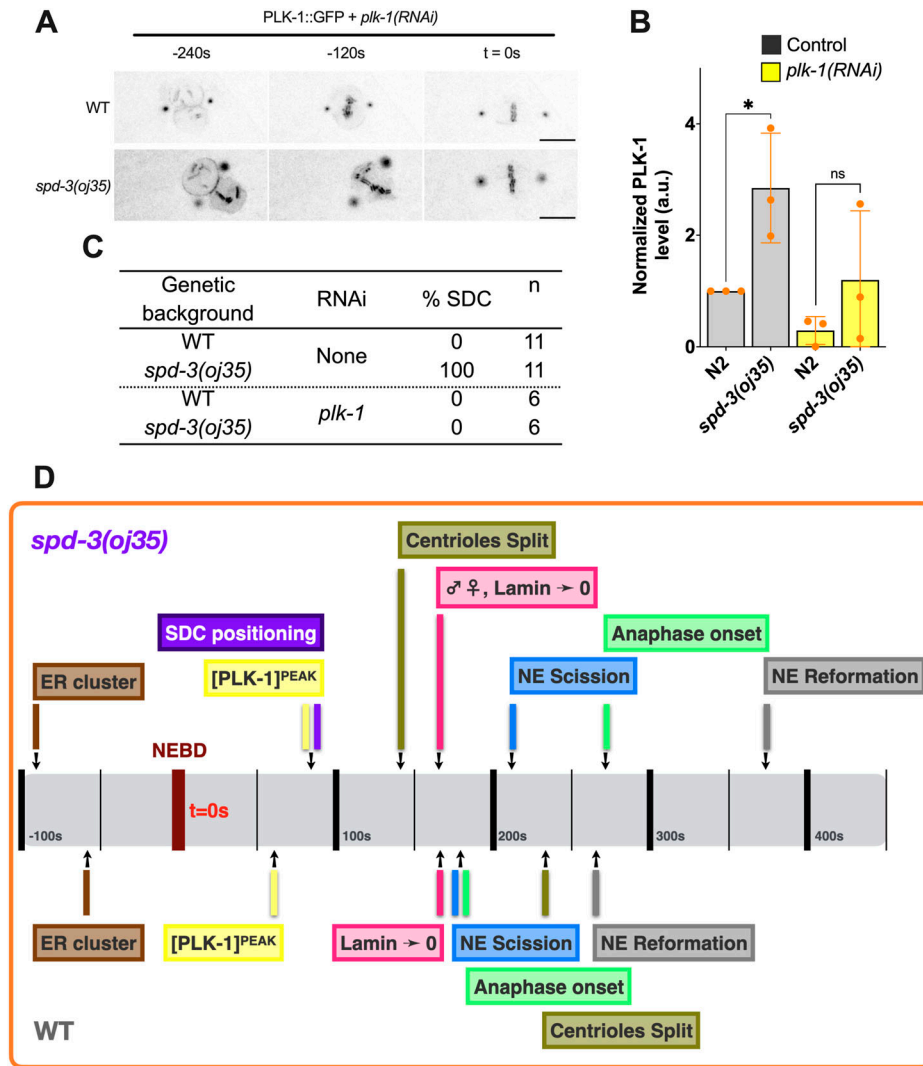 A
PLK-1::GFP + plk-1(RNAi)
-240s -120s t = 0s
WT
spd-3(oj35)
B
Control
plk-1(RNAi)
Normalized PLK-1
level (a.u.)
4
2
0
*
ns
N2
spd-3(oj35)
N2
spd-3(oj35)
C
Genetic background RNAi % SDC n
WT None 0 11
spd-3(oj35) 100 11
WT plk-1 0 6
spd-3(oj35) 0 6
D
spd-3(oj35)
Centrioles Split
♂ ♀, Lamin → 0
SDC positioning
Anaphase onset
ER cluster
[PLK-1]PEAK
NE Scission
NE Reformation
NEBD
t=0s
-100s 100s 200s 300s 400s
ER cluster
[PLK-1]PEAK
Lamin → 0
NE Scission
NE Reformation
Anaphase onset
Centrioles Split
WT